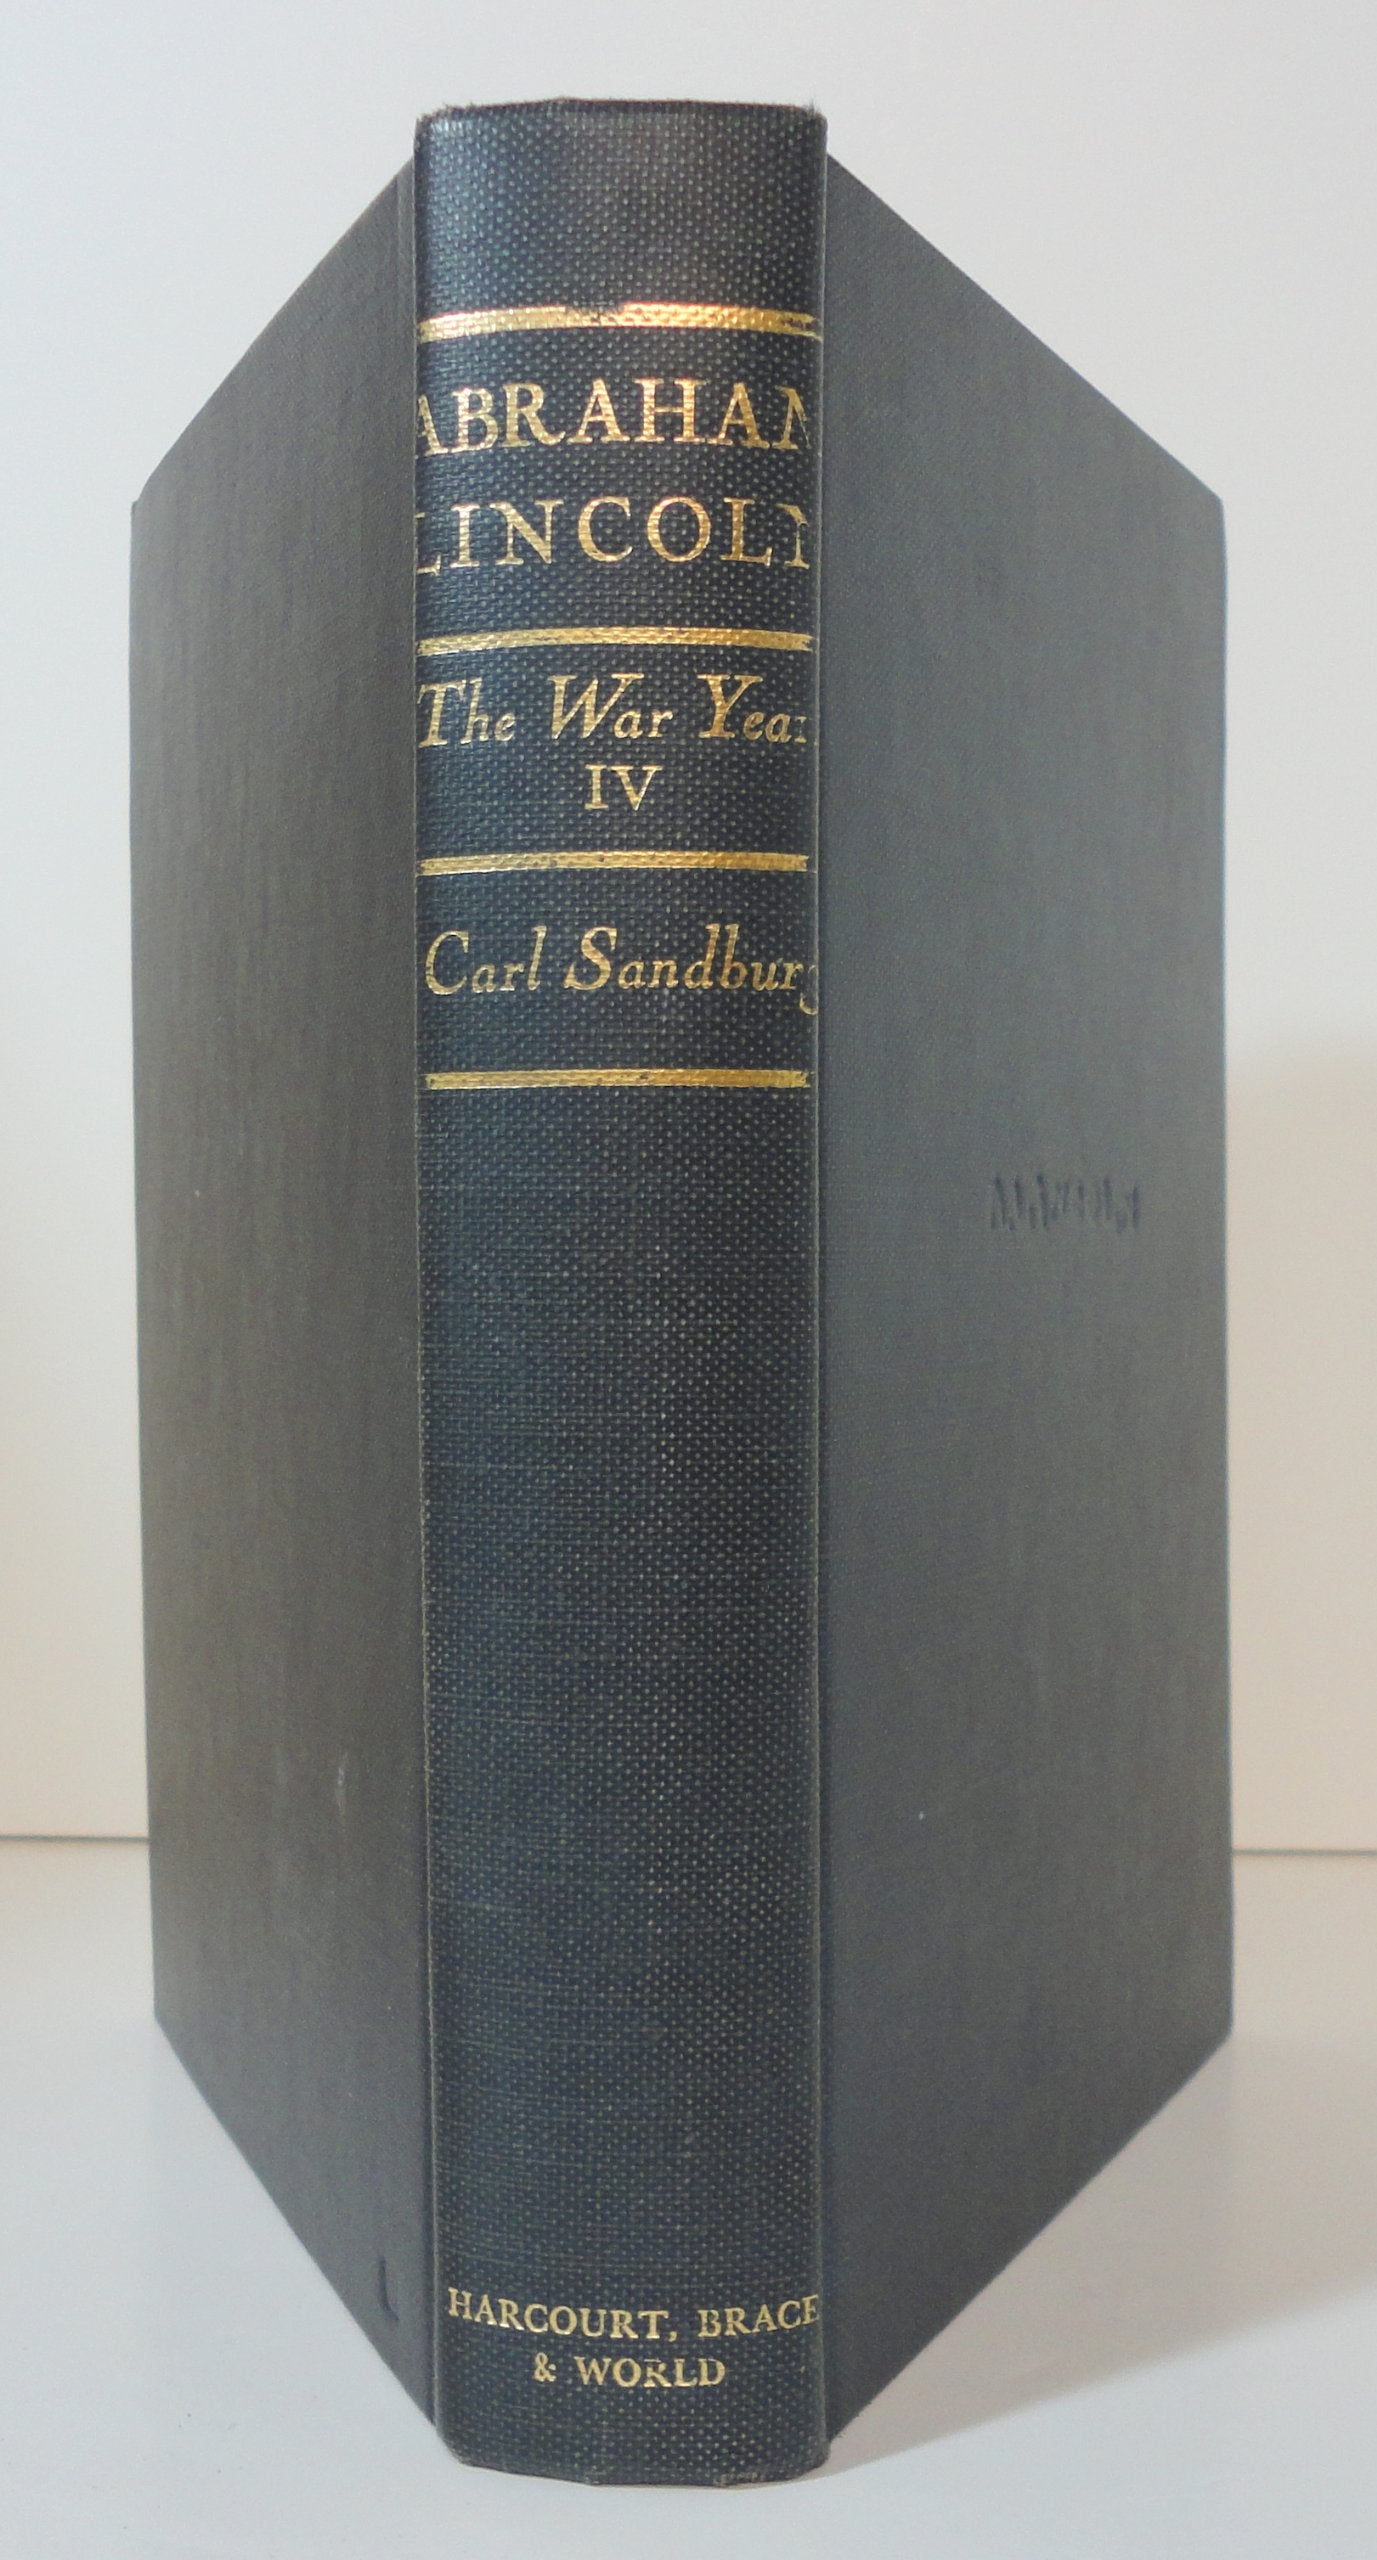 ABRAHAM
LINCOLN
The War Years
IV
Carl Sandburg
HARCOURT, BRACE
& WORLD